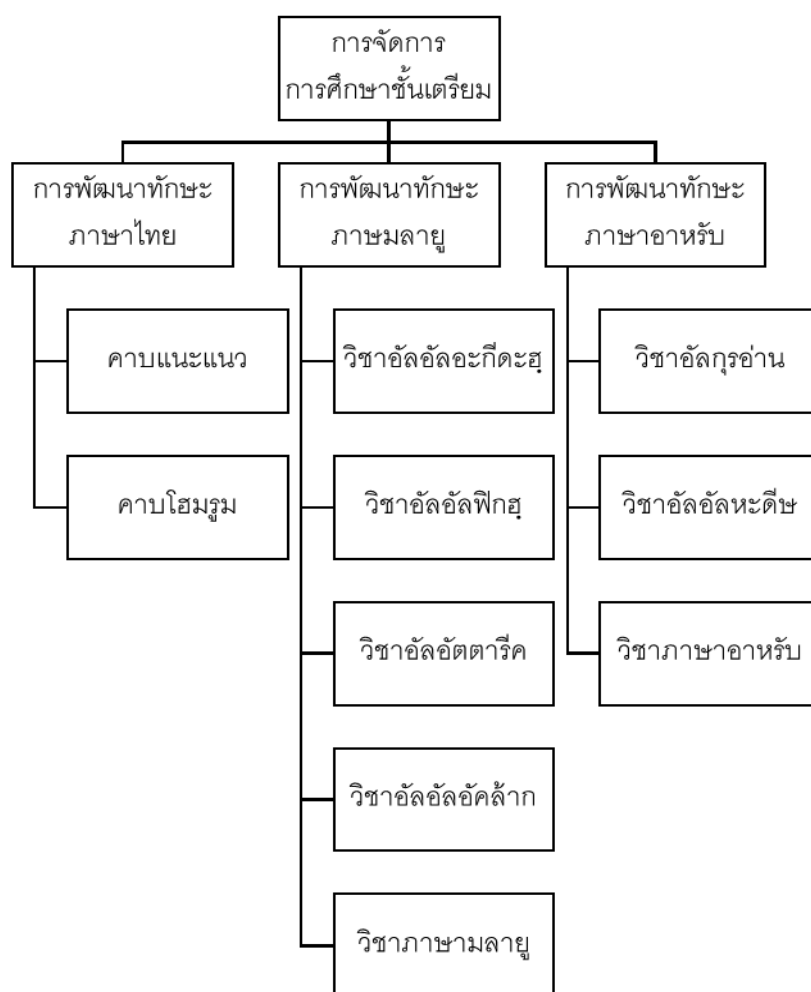 การจัดการ
การศึกษาชั้นเตรียม
การพัฒนาทักษะ
ภาษาไทย
การพัฒนาทักษะ
ภาษมลายู
การพัฒนาทักษะ
ภาษาอาหรับ
คาบแนะแนว
วิชาอัลอัลอะกีดะฮฺ
วิชาอัลกุรอ่าน
คาบโฮมรูม
วิชาอัลอัลฟิกฮฺ
วิชาอัลอัลหะดีษ
วิชาอัลอัตตารี่ค
วิชาภาษาอาหรับ
วิชาอัลอัลอัคล้าก
วิชาภาษามลายู